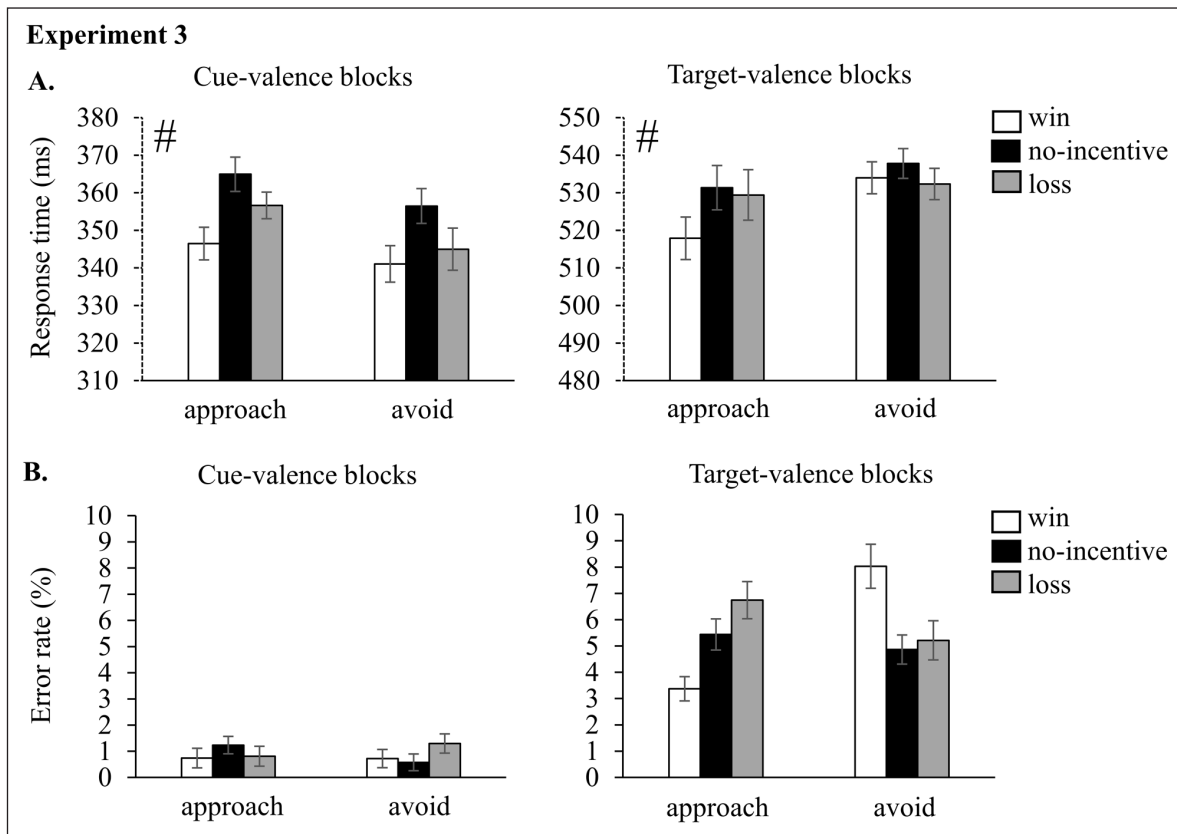 Experiment 3
A.
Cue-valence blocks
Target-valence blocks
Response time (ms)
380
370
360
350
340
330
320
310
#
approach
avoid
550
540
530
520
510
500
490
480
#
approach
avoid
win
no-incentive
loss
B.
Cue-valence blocks
Target-valence blocks
Error rate (%)
10
9
8
7
6
5
4
3
2
1
0
approach
avoid
10
9
8
7
6
5
4
3
2
1
0
approach
avoid
win
no-incentive
loss